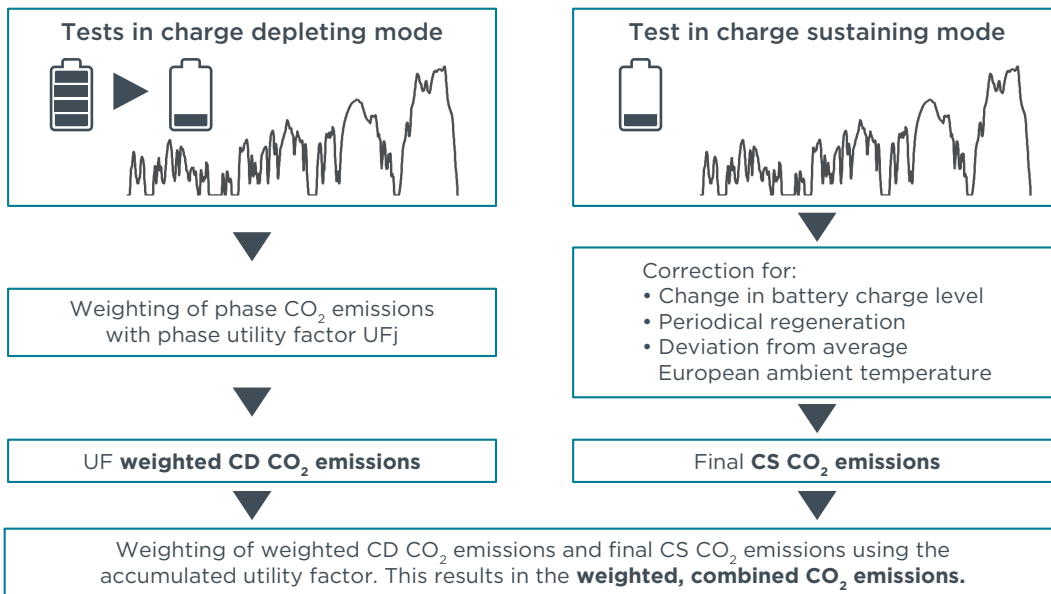 Tests in charge depleting mode
Weighting of phase CO₂ emissions
with phase utility factor UFj
UF weighted CD CO₂ emissions
Test in charge sustaining mode
Correction for:
• Change in battery charge level
• Periodical regeneration
• Deviation from average
European ambient temperature
Final CS CO₂ emissions
Weighting of weighted CD CO₂ emissions and final CS CO₂ emissions using the
accumulated utility factor. This results in the weighted, combined CO₂ emissions.